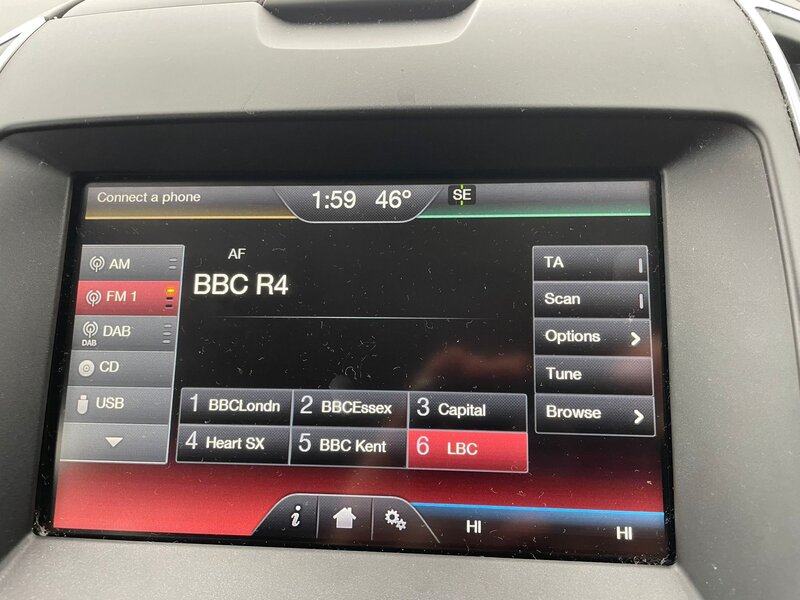 Connect a phone
1:59 46°
SE
AM
FM 1
DAB
DAB
CD
USB
AF
BBC R4
1 BBCLondn
2 BBCEssex
3 Capital
4 Heart SX
5 BBC Kent
6 LBC
TA
Scan
Options
Tune
Browse
i
HI
HI